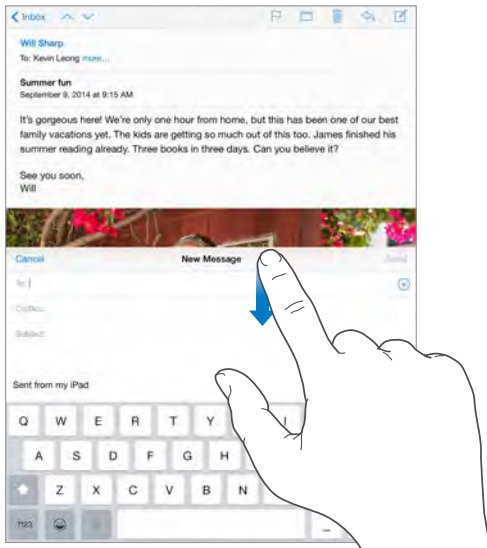 Inbox
Will Sharp
To: Kevin Leong more...
Summer fun
September 9, 2014 at 9:15 AM
It's gorgeous here! We're only one hour from home, but this has been one of our best
family vacations yet. The kids are getting so much out of this too. James finished his
summer reading already. Three books in three days. Can you believe it?
See you soon,
Will
Cancel New Message Send
To:
Cc/Bcc:
Subject:
Sent from my iPad
Q W E R T Y I
A S D F G H
Z X C V B N
?123